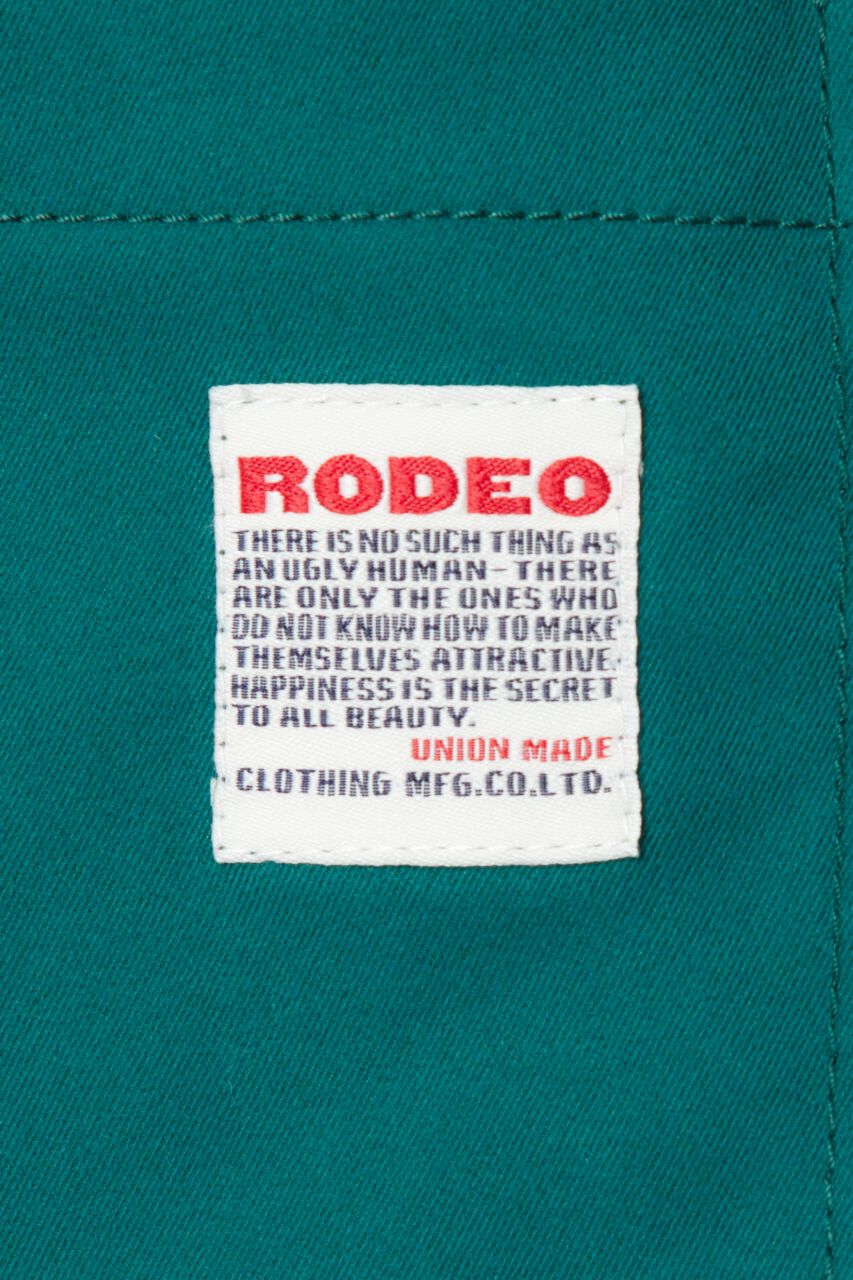 RODEO
THERE IS NO SUCH THING AS
AN UGLY HUMAN-THERE
ARE ONLY THE ONES WHO
DO NOT KNOW HOW TO MAKE
THEMSELVES ATTRACTIVE.
HAPPINESS IS THE SECRET
TO ALL BEAUTY.
UNION MADE
CLOTHING MFG.CO.LTD.